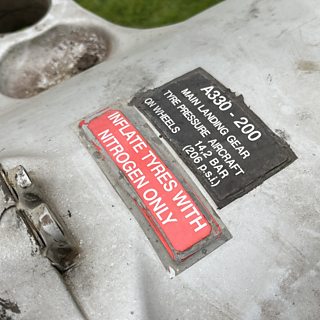 A330 - 200
MAIN LANDING GEAR
TYRE PRESSURE: AIRCRAFT
ON WHEELS 14,2 BAR
(206 p.s.i.)
INFLATE TYRES WITH
NITROGEN ONLY